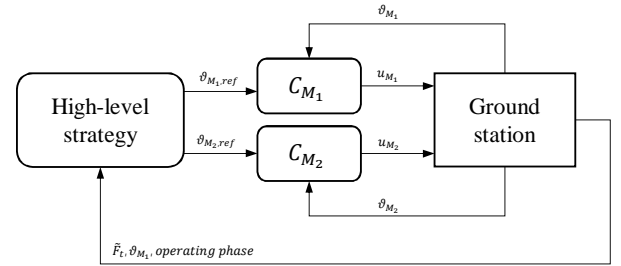 ϑ_{M_1}
ϑ_{M_1,ref}
C_{M_1}
u_{M_1}
High-level
strategy
Ground
station
ϑ_{M_2,ref}
C_{M_2}
u_{M_2}
ϑ_{M_2}
F̃_t, ϑ_{M_1}, operating phase